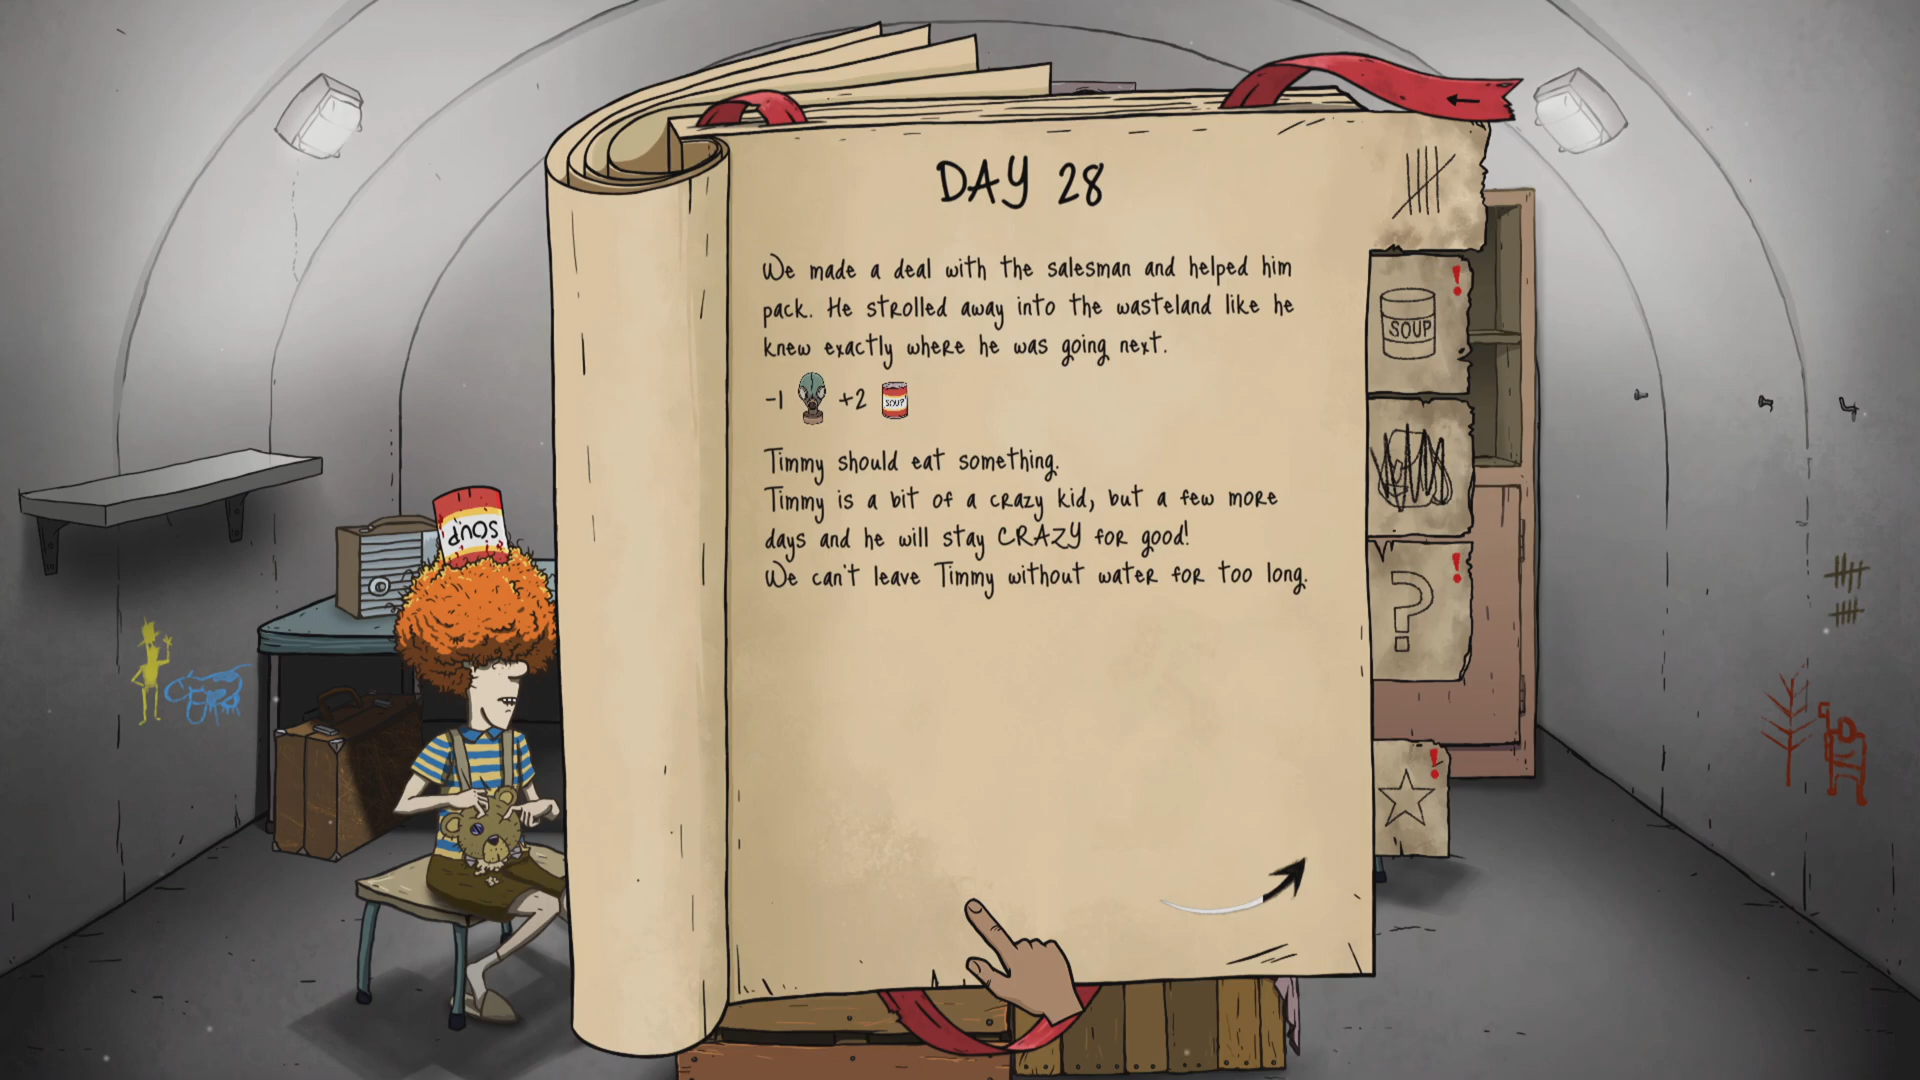 DAY 28
We made a deal with the salesman and helped him
pack. He strolled away into the wasteland like he
knew exactly where he was going next.
-1 +2 SOUP
Timmy should eat something.
Timmy is a bit of a crazy kid, but a few more
days and he will stay CRAZY for good!
We can't leave Timmy without water for too long.
!
SOUP
!
?
!
SOUP